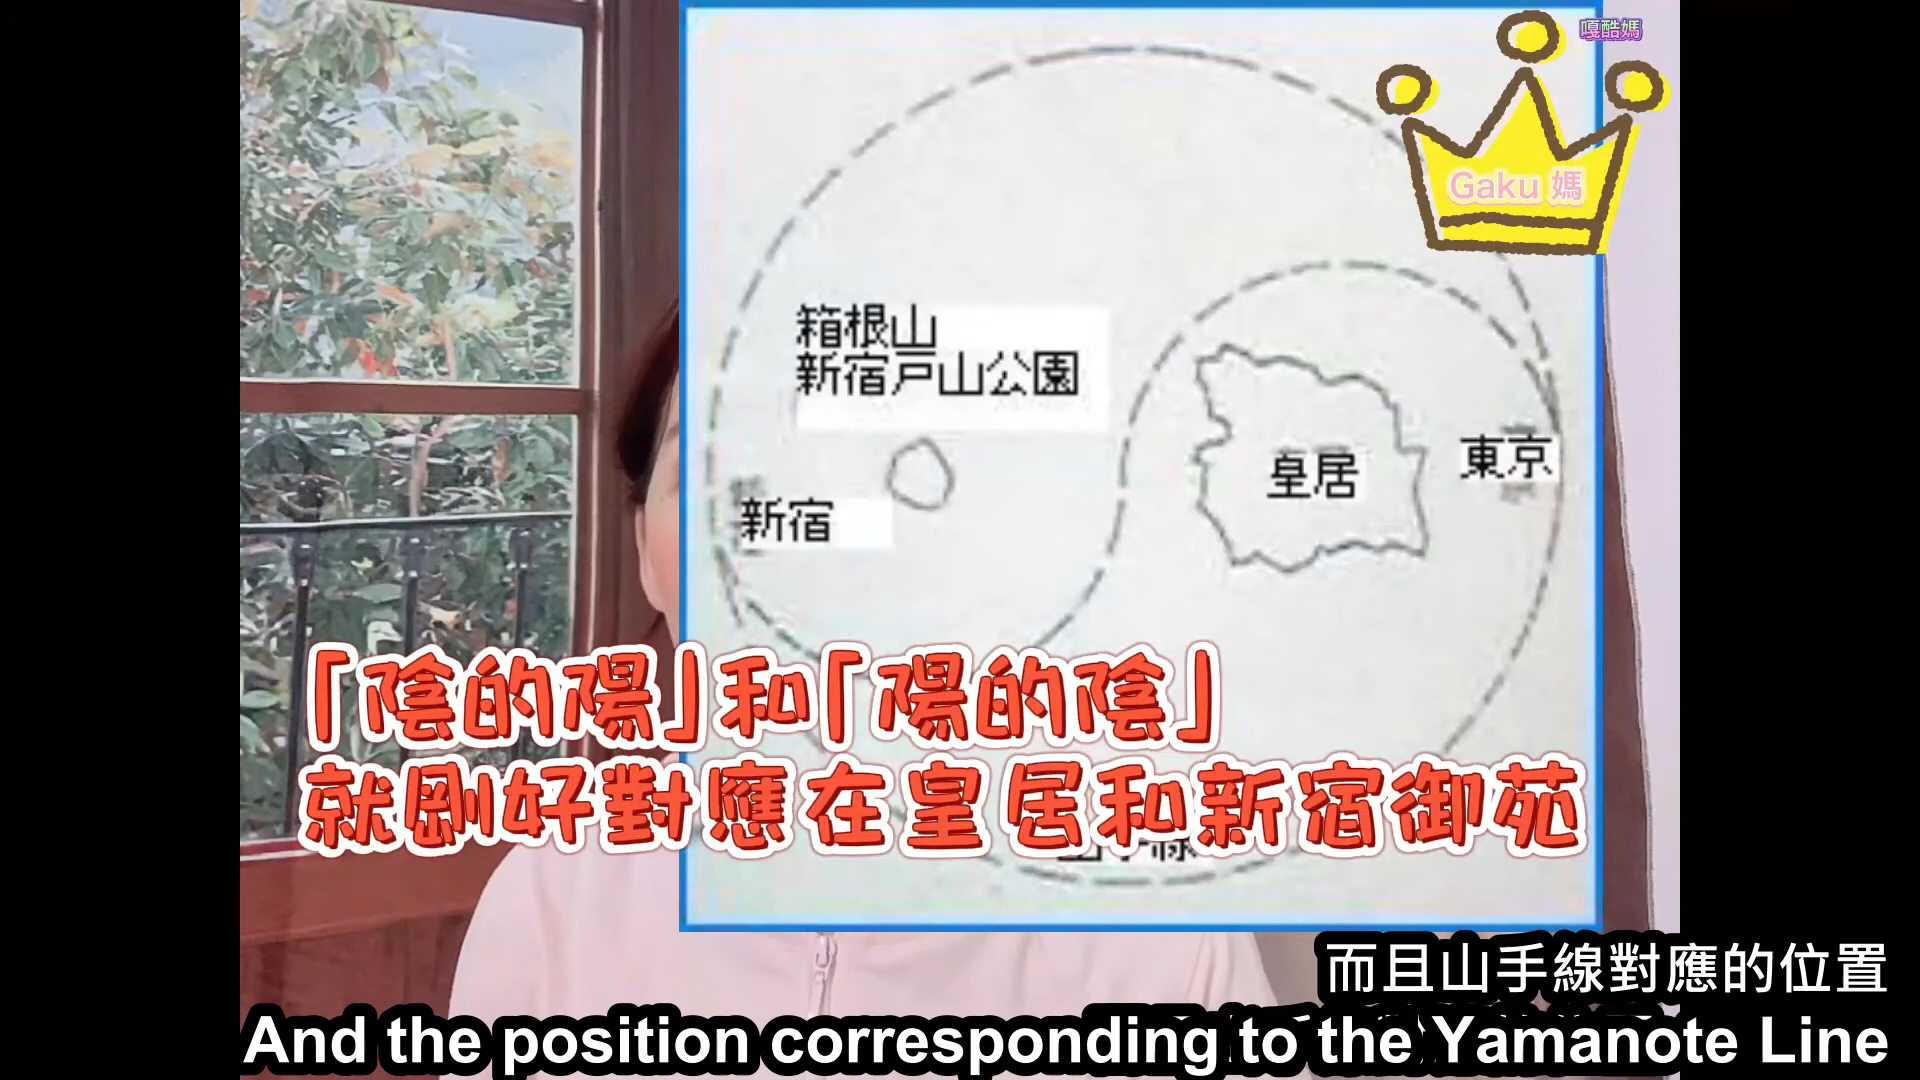 嘎酷媽
Gaku 媽
箱根山
新宿戸山公園
皇居
東京
新宿
「陰的陽」和「陽的陰」
就剛好對應在皇居和新宿御苑
山手線
而且山手線對應的位置
And the position corresponding to the Yamanote Line